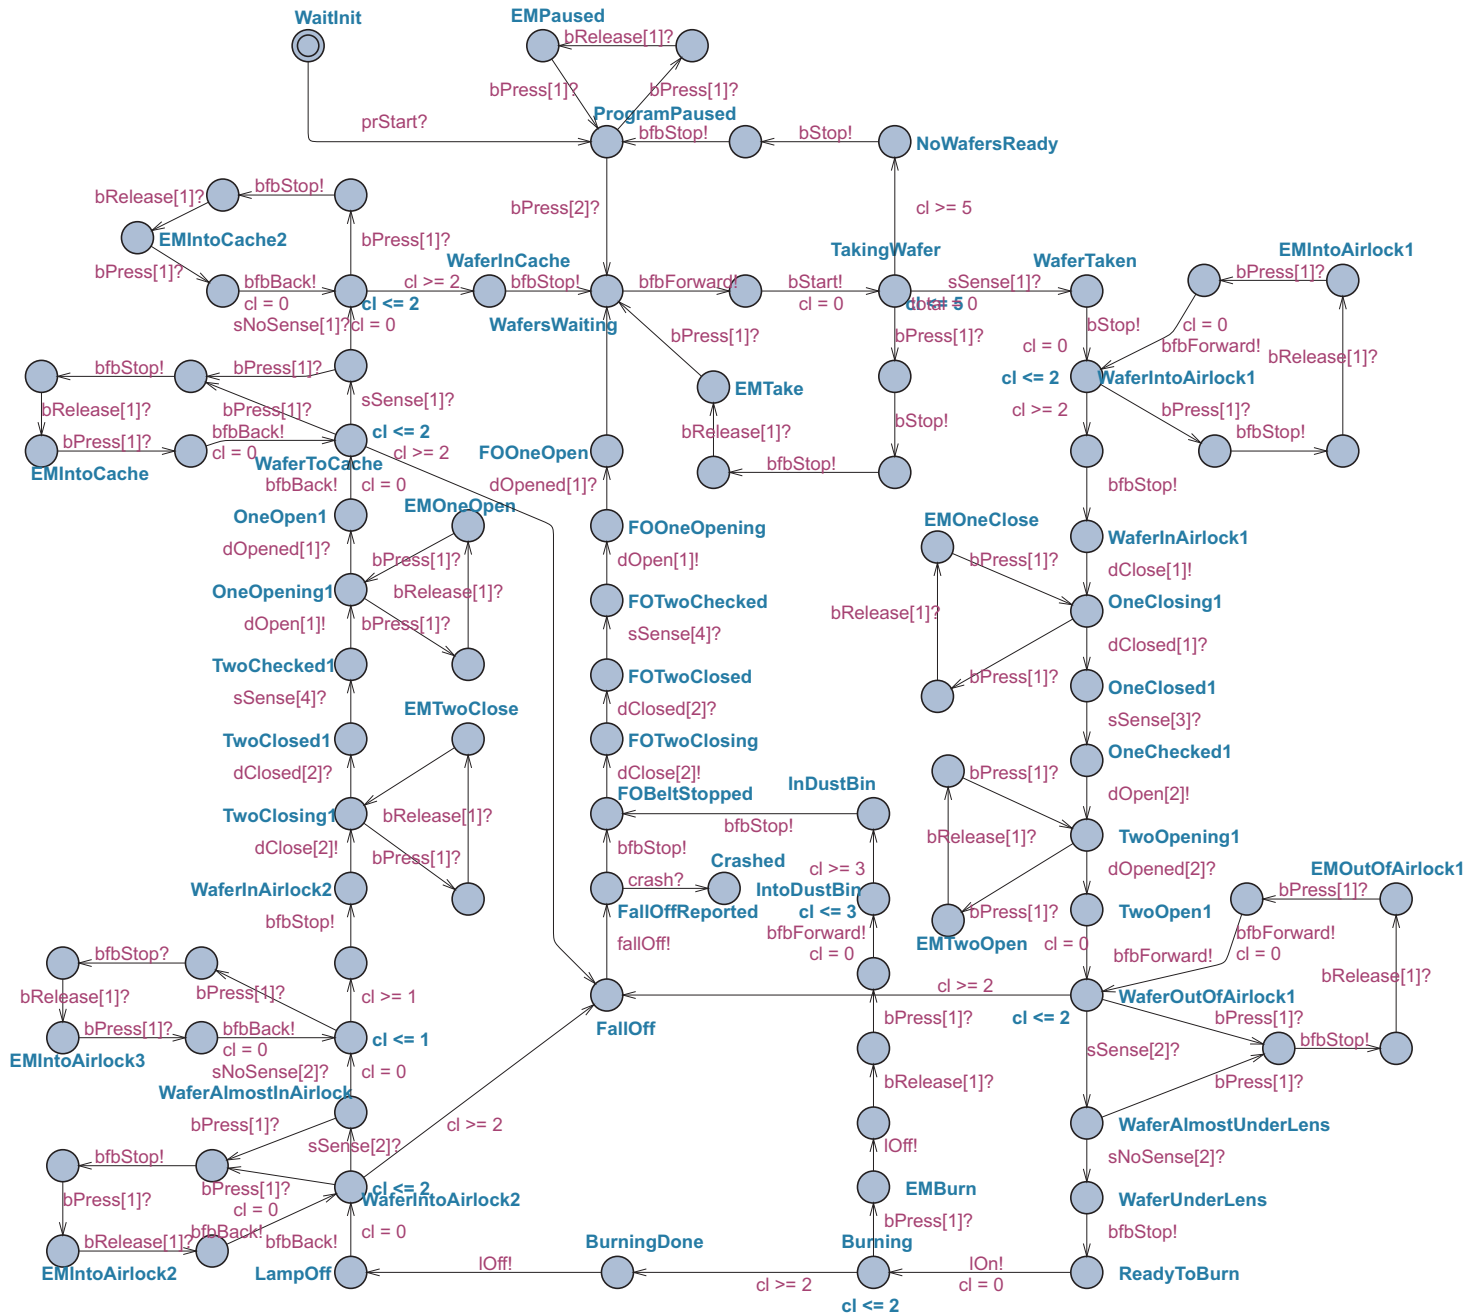 WaitInit
EMPaused
bRelease[1]?
bPress[1]?
bPress[1]?
prStart?
ProgramPaused
bfbStop!
bStop!
NoWafersReady
bRelease[1]?
bfbStop!
bPress[2]?
cl >= 5
EMIntoCache2
bPress[1]?
WaferInCache
TakingWafer
WaferTaken
EMIntoAirlock1
bPress[1]?
bfbBack!
cl = 0
cl >= 2
bfbStop!
bfbForward!
bStart!
cl = 0
sSense[1]?
bPress[1]?
cl <= 2
cl <= 5
total = 0
sNoSense[1]?
cl = 0
WafersWaiting
bPress[1]?
bPress[1]?
bStop!
cl = 0
cl = 0
bfbForward!
bRelease[1]?
bfbStop!
bPress[1]?
cl <= 2
WaferIntoAirlock1
EMTake
sSense[1]?
bRelease[1]?
bPress[1]?
cl >= 2
bPress[1]?
bPress[1]?
bfbBack!
cl = 0
cl <= 2
bRelease[1]?
bStop!
bfbStop!
EMIntoCache
WaferToCache
cl >= 2
FOOneOpen
bfbStop!
bfbStop!
bfbBack!
cl = 0
dOpened[1]?
OneOpen1
EMOneOpen
FOOneOpening
EMOneClose
WaferInAirlock1
dOpened[1]?
bPress[1]?
dOpen[1]!
bPress[1]?
dClose[1]!
OneOpening1
bRelease[1]?
FOTwoChecked
bRelease[1]?
OneClosing1
dOpen[1]!
bPress[1]?
sSense[4]?
dClosed[1]?
TwoChecked1
FOTwoClosed
bPress[1]?
OneClosed1
sSense[4]?
EMTwoClose
dClosed[2]?
sSense[3]?
TwoClosed1
FOTwoClosing
OneChecked1
dClosed[2]?
dClose[2]!
InDustBin
bPress[1]?
dOpen[2]!
TwoClosing1
bRelease[1]?
FOBeltStopped
bfbStop!
bRelease[1]?
TwoOpening1
dClose[2]!
bPress[1]?
bfbStop!
Crashed
cl >= 3
dOpened[2]?
EMOutOfAirlock1
WaferInAirlock2
crash?
IntoDustBin
cl <= 3
bPress[1]?
bPress[1]?
FallOffReported
TwoOpen1
bfbStop!
bfbForward!
cl = 0
EMTwoOpen
cl = 0
bfbForward!
cl = 0
bfbStop?
fallOff!
bfbForward!
bRelease[1]?
bRelease[1]?
bPress[1]?
cl >= 1
cl >= 2
WaferOutOfAirlock1
FallOff
bPress[1]?
cl <= 2
bPress[1]?
bPress[1]?
bfbBack!
cl = 0
cl <= 1
sSense[2]?
bfbStop!
EMIntoAirlock3
sNoSense[2]?
cl = 0
bRelease[1]?
bPress[1]?
WaferAlmostInAirlock
bPress[1]?
cl >= 2
WaferAlmostUnderLens
bfbStop!
sSense[2]?
lOff!
sNoSense[2]?
bPress[1]?
bPress[1]?
cl = 0
cl <= 2
WaferIntoAirlock2
EMBurn
WaferUnderLens
bRelease[1]?
bfbBack!
bfbBack!
cl = 0
bPress[1]?
bfbStop!
EMIntoAirlock2
LampOff
lOff!
BurningDone
cl >= 2
Burning
cl <= 2
lOn!
cl = 0
ReadyToBurn